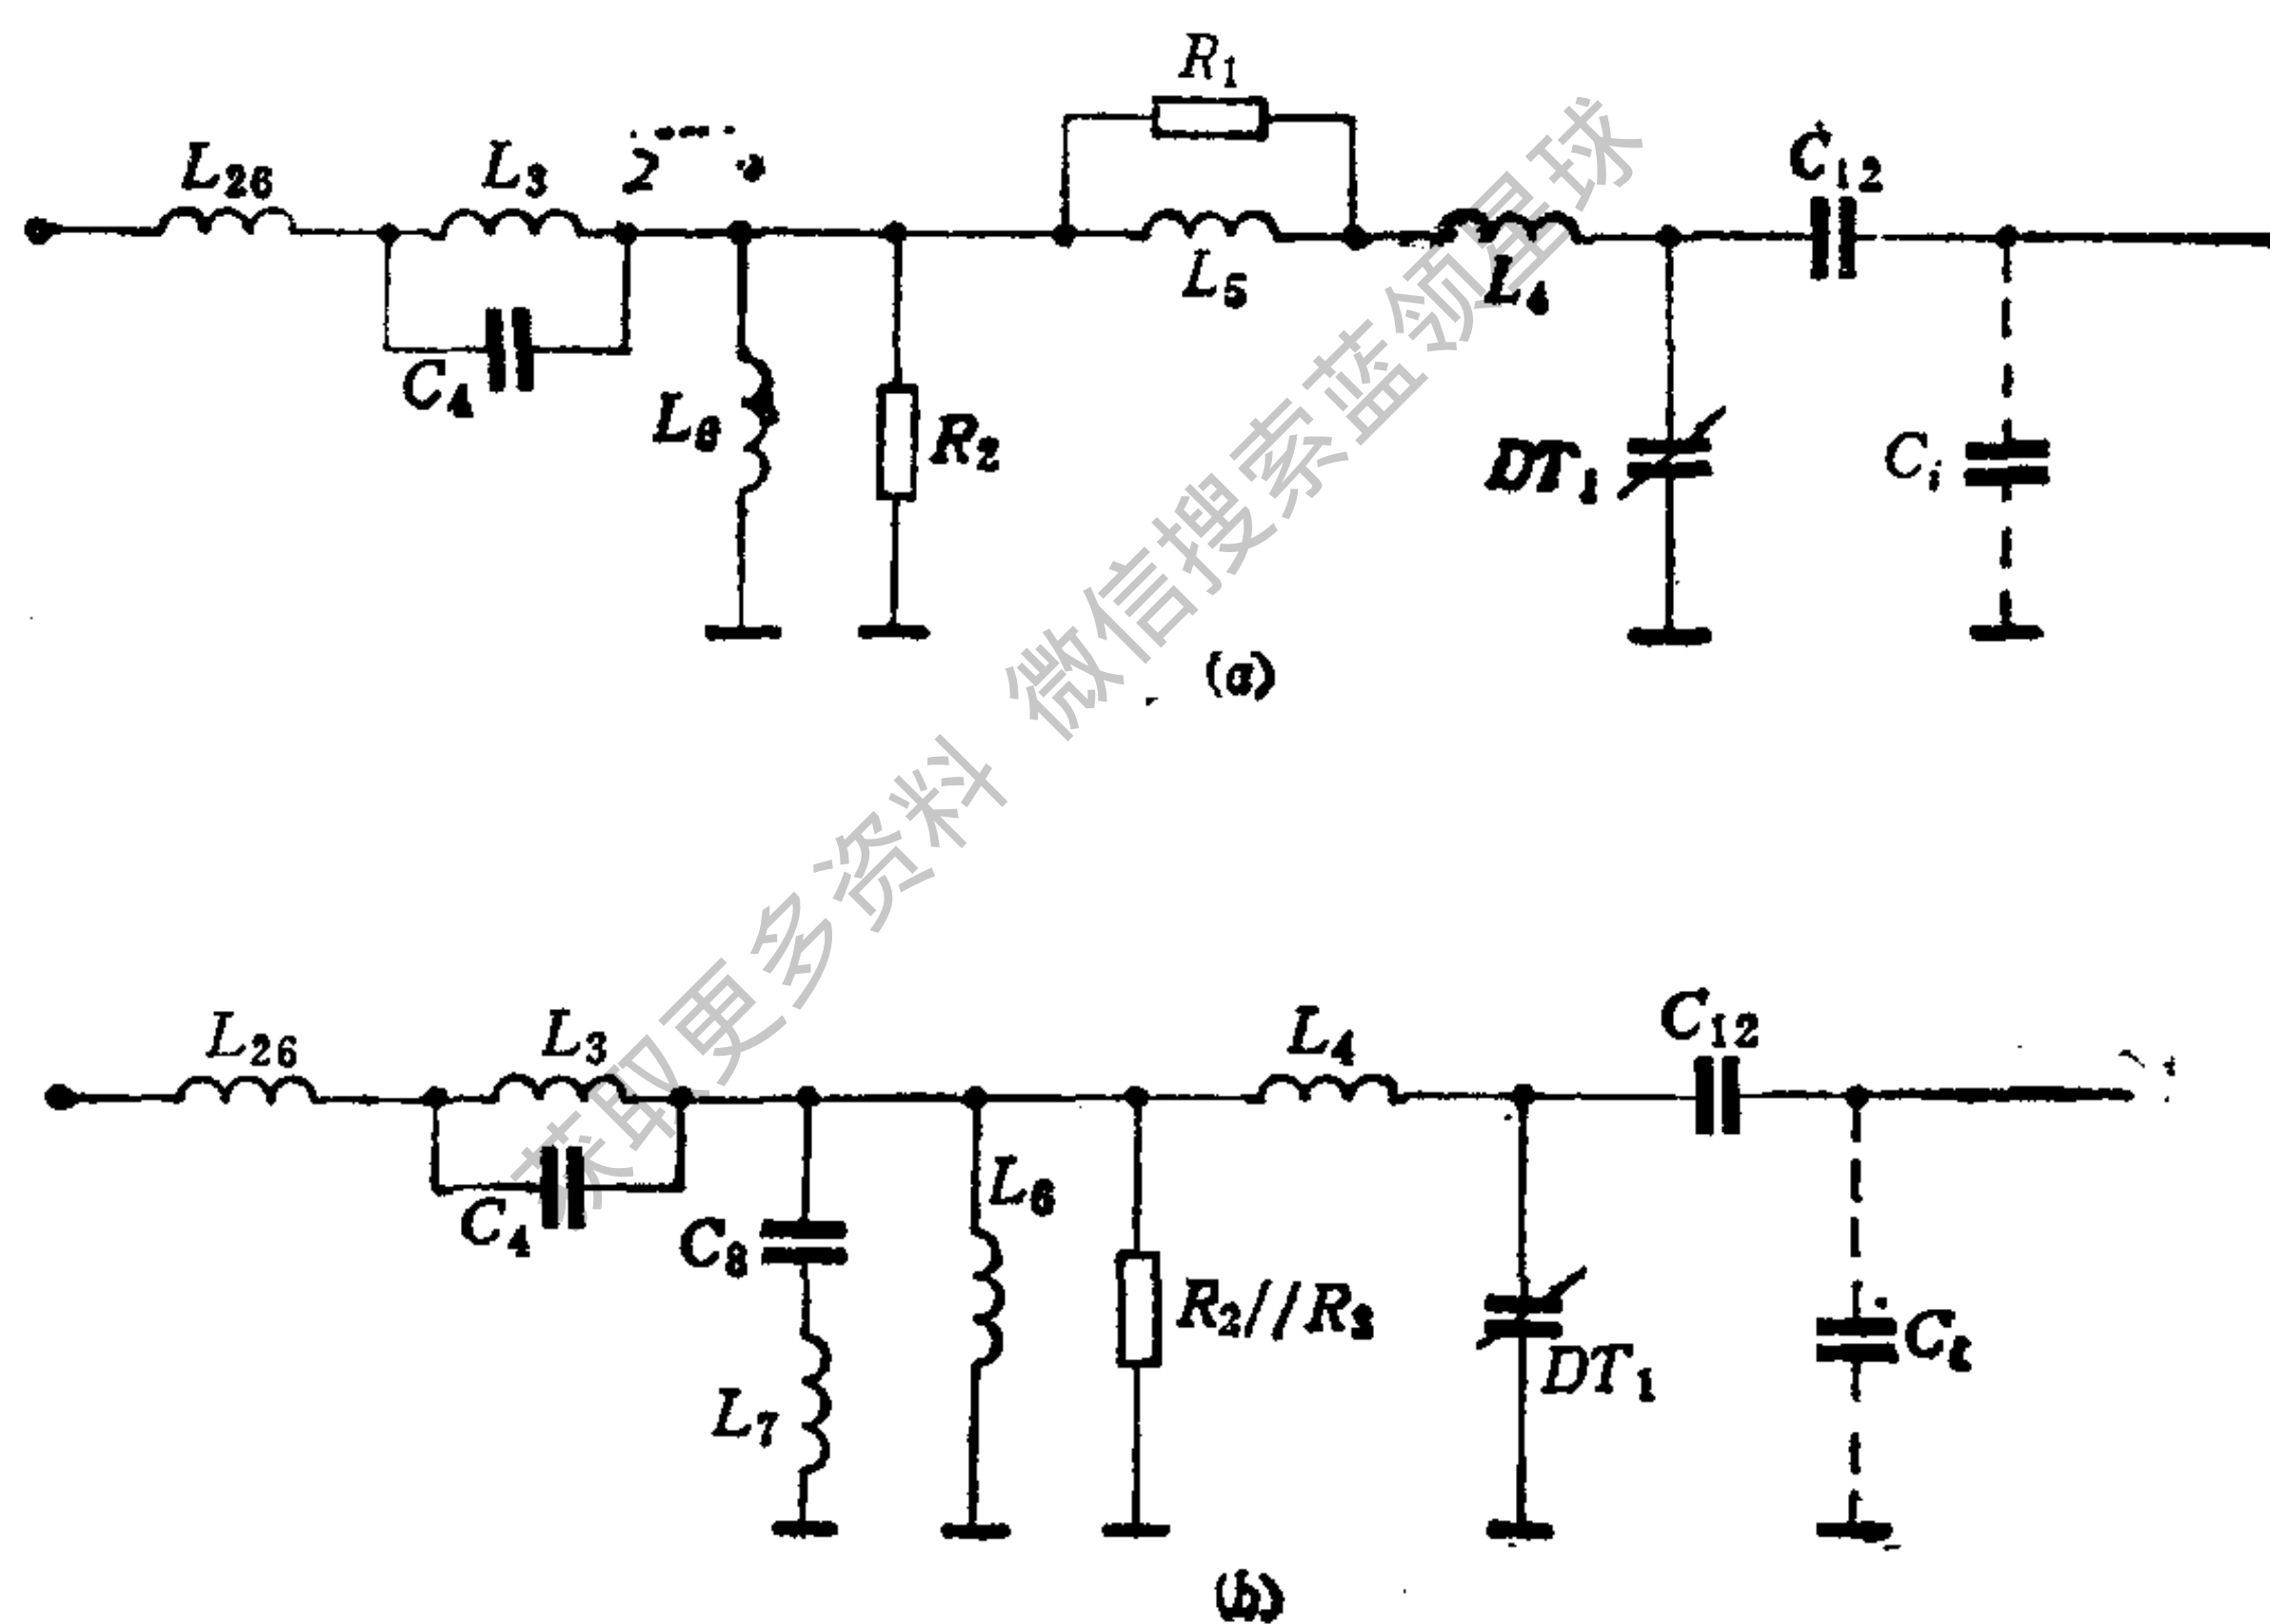 R₁
L₂₆
L₃
C₁₂
L₅
L₄
C₄
L₆
R₂
DT₁
Cᵢ
(a)
L₂₆
L₃
L₄
C₁₂
C₄
C₈
L₆
R₂//R₃
DT₁
Cᵢ
L₇
(b)
获取更多资料 微信搜索蓝领星球